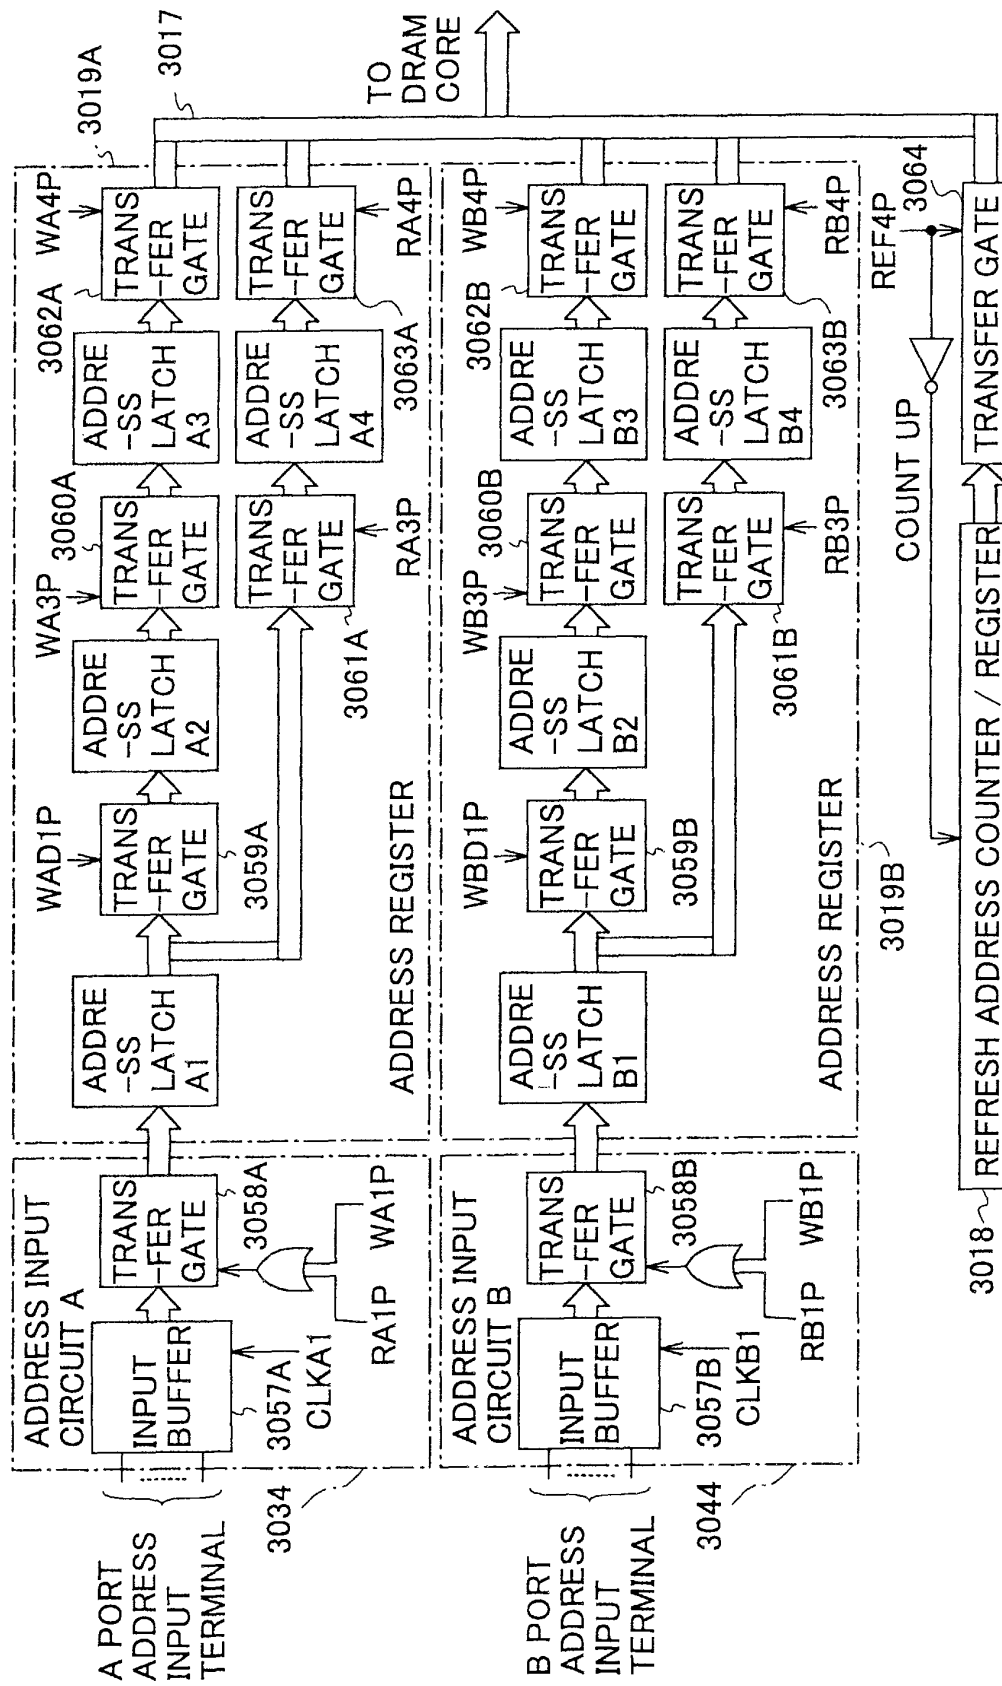 A PORT
ADDRESS
INPUT
TERMINAL
3034
ADDRESS INPUT
CIRCUIT A
INPUT
BUFFER
3057A
CLKA1
TRANS
-FER
GATE
3058A
RA1P
WA1P
ADDRE
-SS
LATCH
A1
WAD1P
TRANS
-FER
GATE
3059A
ADDRE
-SS
LATCH
A2
WA3P
3060A
TRANS
-FER
GATE
ADDRE
-SS
LATCH
A3
3062A
WA4P
TRANS
-FER
GATE
3019A
3017
3061A
TRANS
-FER
GATE
RA3P
ADDRE
-SS
LATCH
A4
3063A
TRANS
-FER
GATE
RA4P
ADDRESS REGISTER
TO
DRAM
CORE
B PORT
ADDRESS
INPUT
TERMINAL
3044
ADDRESS INPUT
CIRCUIT B
INPUT
BUFFER
3057B
CLKB1
TRANS
-FER
GATE
3058B
RB1P
WB1P
ADDRE
-SS
LATCH
B1
WBD1P
TRANS
-FER
GATE
3059B
ADDRE
-SS
LATCH
B2
WB3P
3060B
TRANS
-FER
GATE
ADDRE
-SS
LATCH
B3
3062B
WB4P
TRANS
-FER
GATE
3061B
TRANS
-FER
GATE
RB3P
ADDRE
-SS
LATCH
B4
3063B
TRANS
-FER
GATE
RB4P
ADDRESS REGISTER
3019B
COUNT UP
REF4P
3064
3018
REFRESH ADDRESS COUNTER / REGISTER
TRANSFER GATE